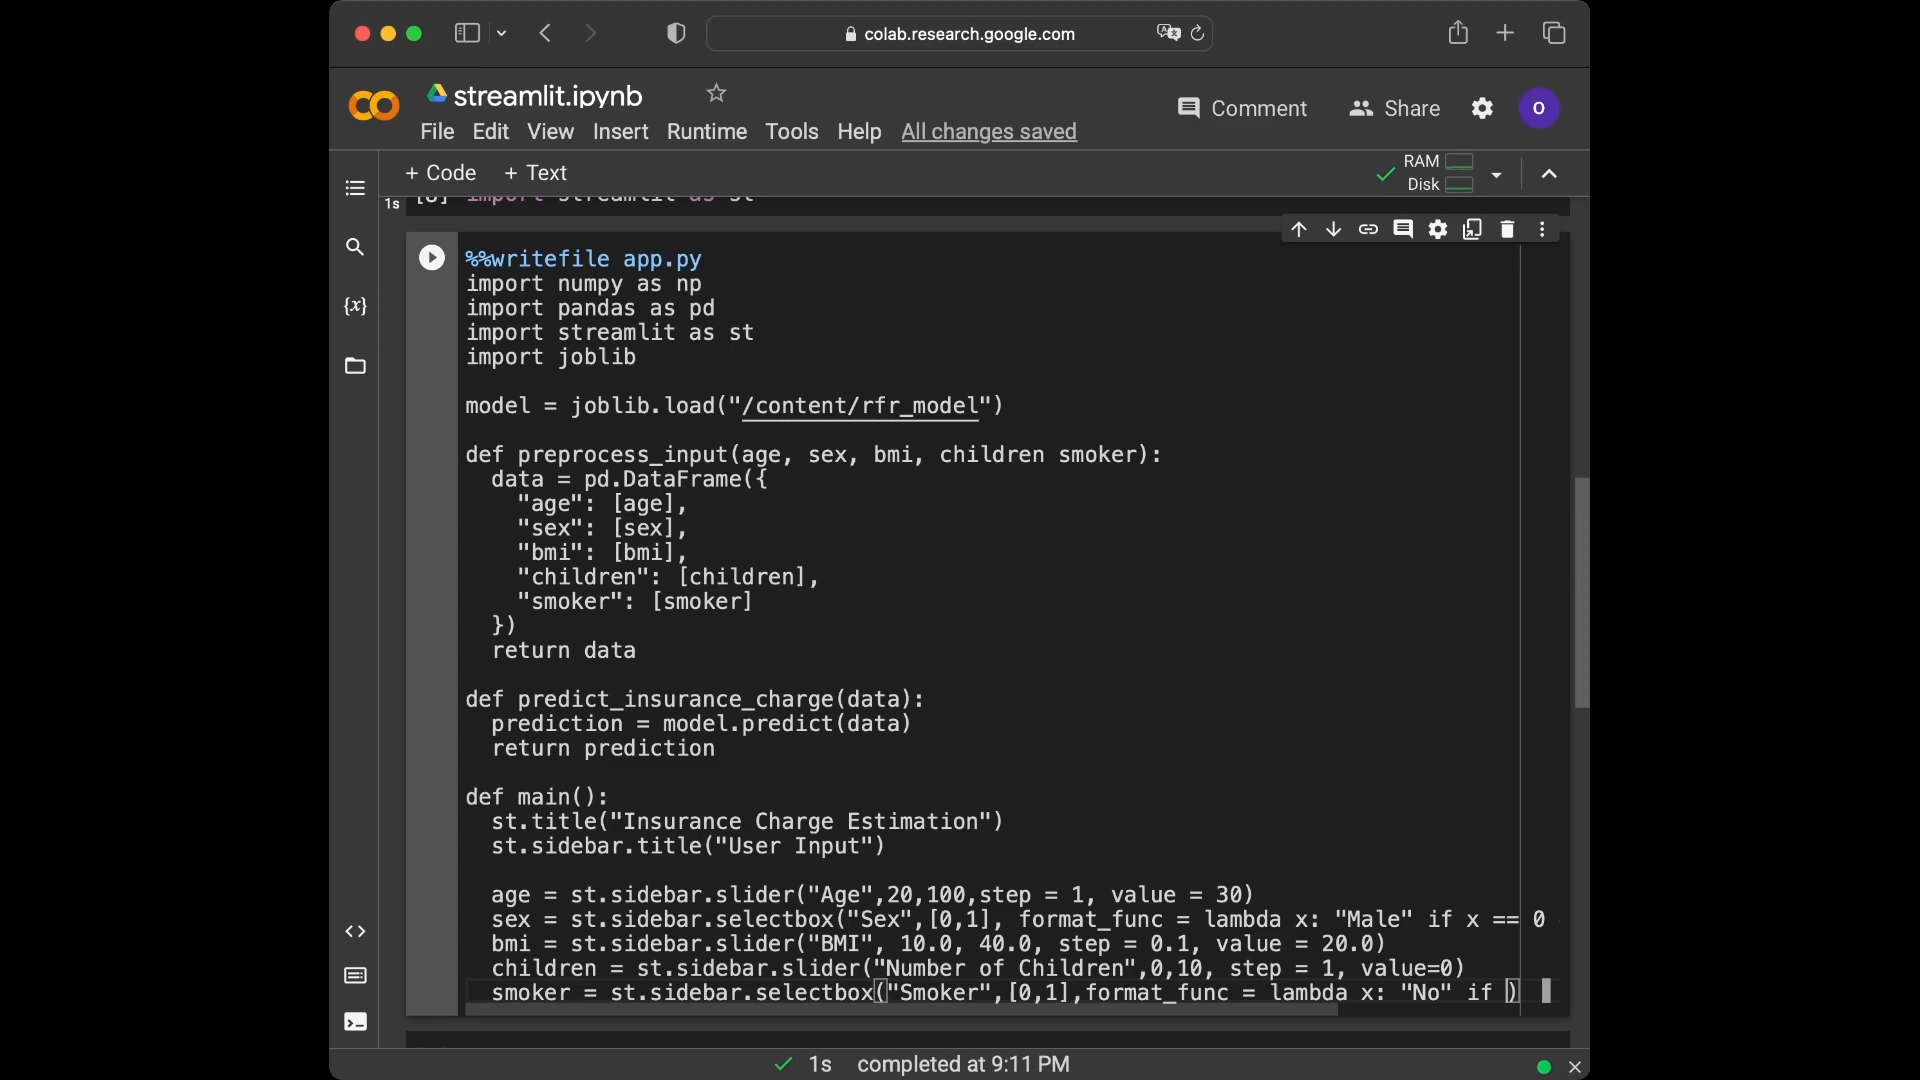 colab.research.google.com
streamlit.ipynb
File Edit View Insert Runtime Tools Help All changes saved
Comment Share O
+ Code + Text
RAM
Disk
1s
[8] import streamlit as st
{x}
%%writefile app.py
import numpy as np
import pandas as pd
import streamlit as st
import joblib
model = joblib.load("/content/rfr_model")
def preprocess_input(age, sex, bmi, children smoker):
data = pd.DataFrame({
"age": [age],
"sex": [sex],
"bmi": [bmi],
"children": [children],
"smoker": [smoker]
})
return data
def predict_insurance_charge(data):
prediction = model.predict(data)
return prediction
def main():
st.title("Insurance Charge Estimation")
st.sidebar.title("User Input")
age = st.sidebar.slider("Age",20,100,step = 1, value = 30)
sex = st.sidebar.selectbox("Sex",[0,1], format_func = lambda x: "Male" if x == 0
bmi = st.sidebar.slider("BMI", 10.0, 40.0, step = 0.1, value = 20.0)
children = st.sidebar.slider("Number of Children",0,10, step = 1, value=0)
smoker = st.sidebar.selectbox("Smoker",[0,1],format_func = lambda x: "No" if )
1s completed at 9:11 PM